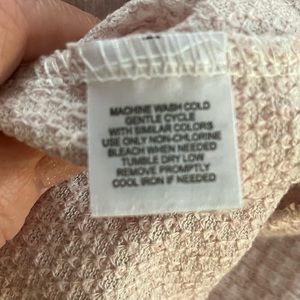 MACHINE WASH COLD
GENTLE CYCLE
WITH SIMILAR COLORS
USE ONLY NON-CHLORINE
BLEACH WHEN NEEDED
TUMBLE DRY LOW
REMOVE PROMPTLY
COOL IRON IF NEEDED